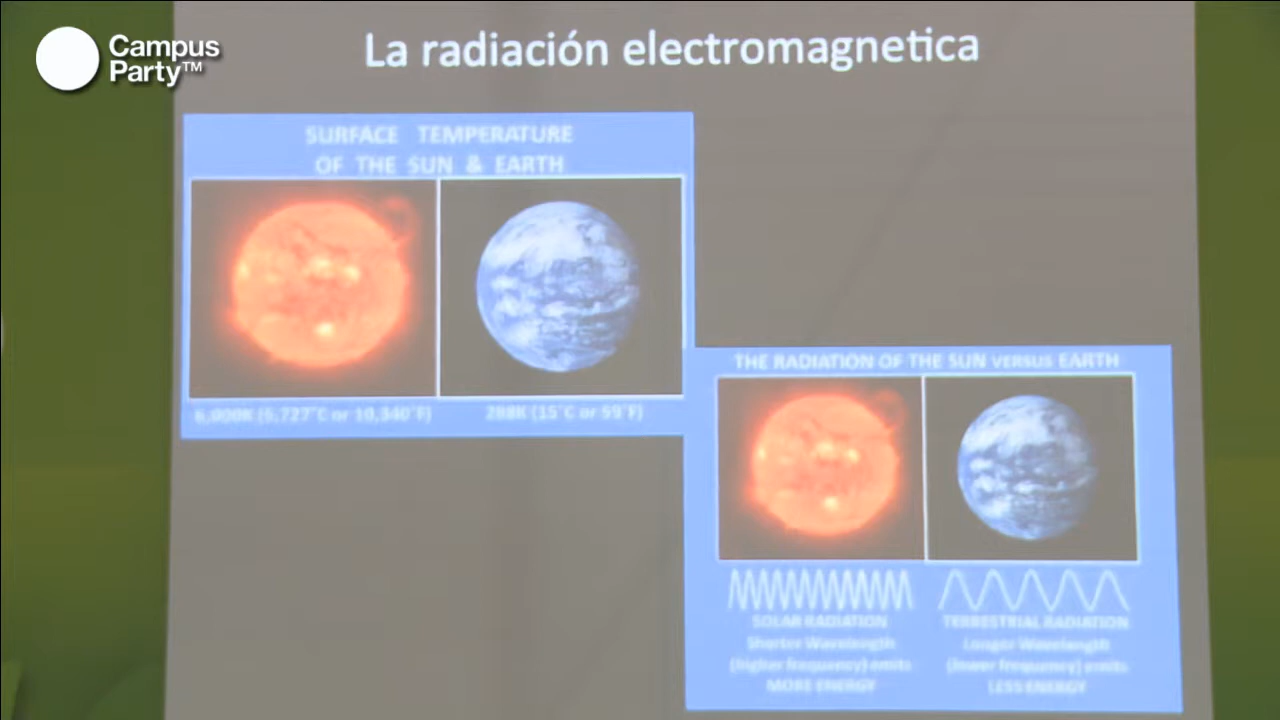 Campus
Party™
La radiación electromagnetica
SURFACE TEMPERATURE
OF THE SUN & EARTH
6,000K (5,727°C or 10,340°F)
288K (15°C or 59°F)
THE RADIATION OF THE SUN VERSUS EARTH
SOLAR RADIATION
Shorter Wavelength
(higher frequency) emits
MORE ENERGY
TERRESTRIAL RADIATION
Longer Wavelength
(lower frequency) emits
LESS ENERGY